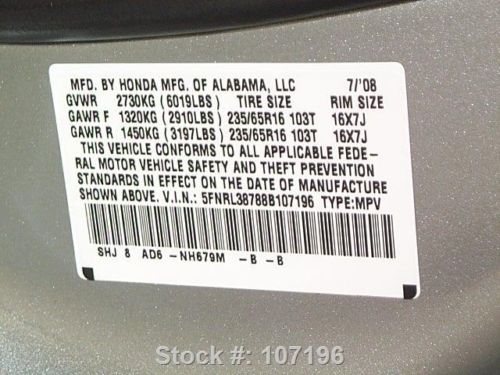 MFD. BY HONDA MFG. OF ALABAMA, LLC 7/'08
GVWR 2730KG (6019LBS) TIRE SIZE RIM SIZE
GAWR F 1320KG (2910LBS) 235/65R16 103T 16X7J
GAWR R 1450KG (3197LBS) 235/65R16 103T 16X7J
THIS VEHICLE CONFORMS TO ALL APPLICABLE FEDE-
RAL MOTOR VEHICLE SAFETY AND THEFT PREVENTION
STANDARDS IN EFFECT ON THE DATE OF MANUFACTURE
SHOWN ABOVE. V.I.N.: 5FNRL38788B107196 TYPE:MPV
SHJ 8 AD6 -NH679M -B -B
Stock #: 107196